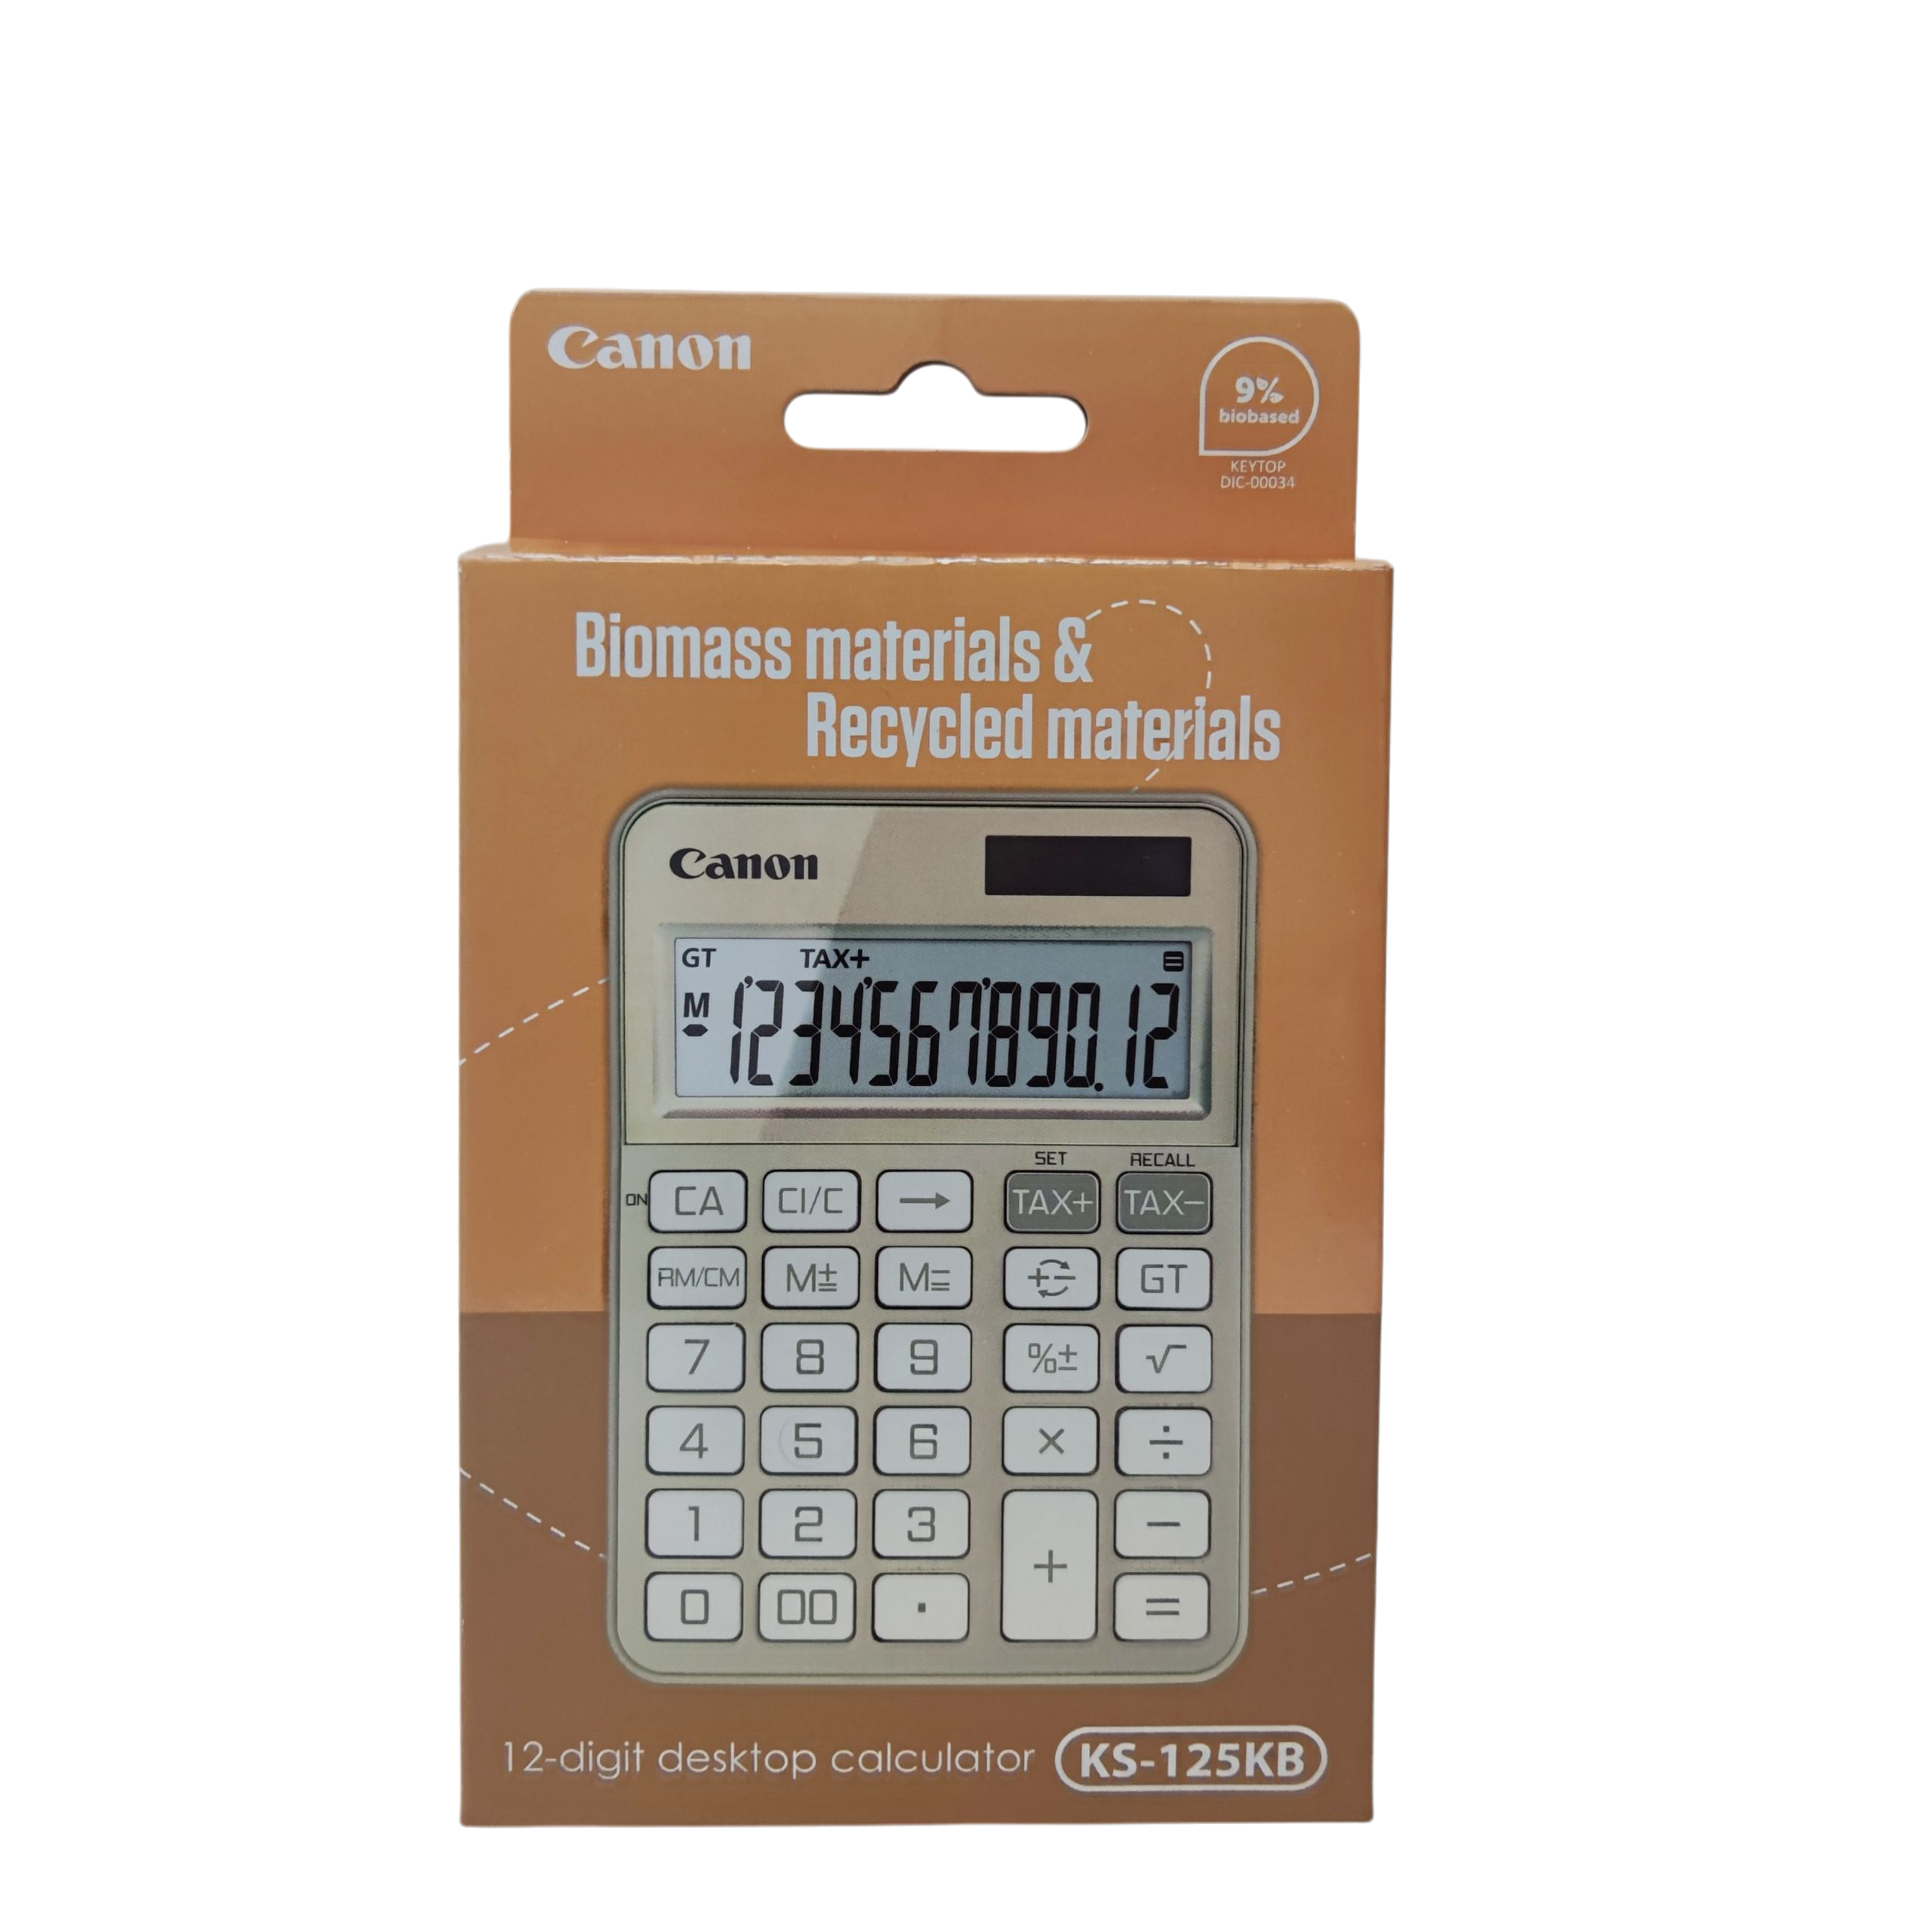 Canon
9%
biobased
KEYTOP
DIC-00034
Biomass materials &
Recycled materials
Canon
GT TAX+
M 1'234'567'890.12
SET RECALL
ON CA CI/C → TAX+ TAX−
RM/CM M± M= +− GT
7 8 9 %± √
4 5 6 × ÷
1 2 3 + −
0 00 . =
12-digit desktop calculator KS-125KB